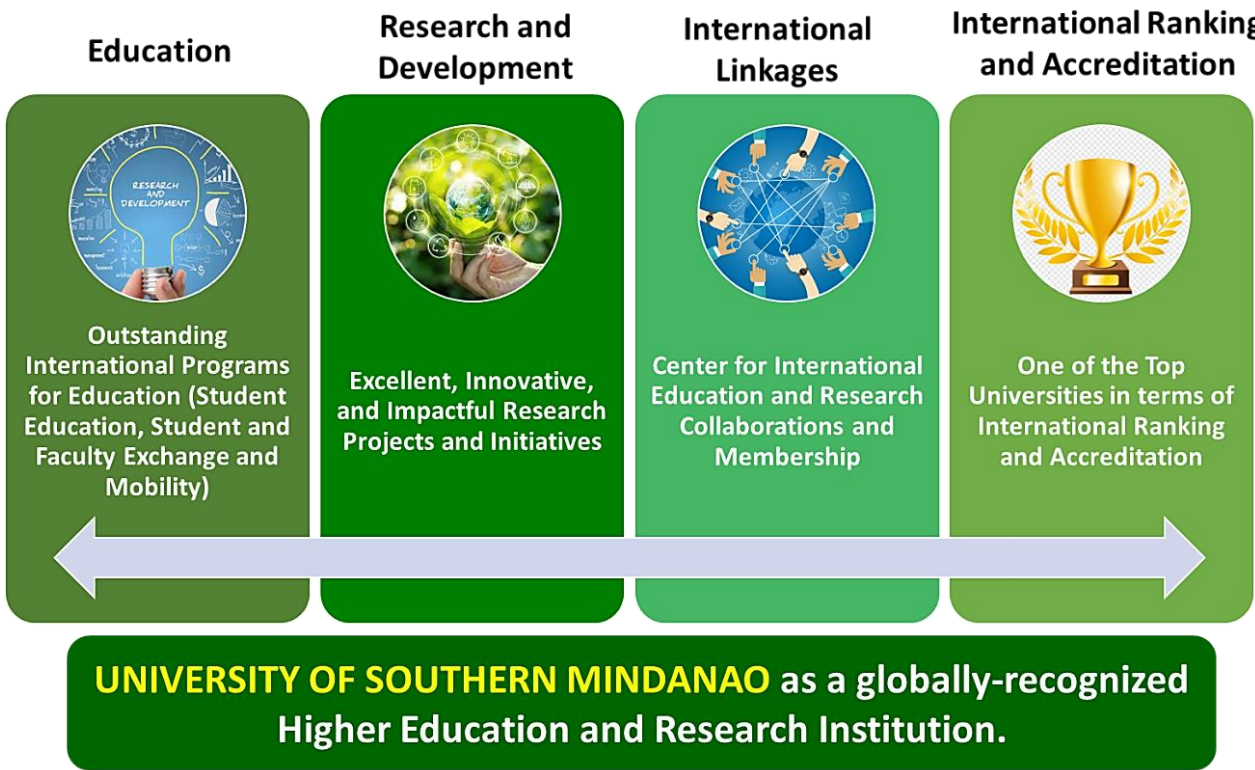 Education
Research and
Development
International
Linkages
International Ranking
and Accreditation
RESEARCH
AND
DEVELOPMENT
Outstanding
International Programs
for Education (Student
Education, Student and
Faculty Exchange and
Mobility)
Excellent, Innovative,
and Impactful Research
Projects and Initiatives
Center for International
Education and Research
Collaborations and
Membership
One of the Top
Universities in terms of
International Ranking
and Accreditation
UNIVERSITY OF SOUTHERN MINDANAO as a globally-recognized
Higher Education and Research Institution.